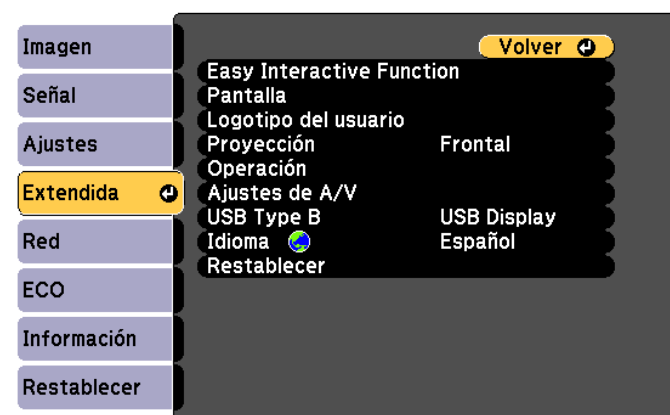 Imagen
Señal
Ajustes
Extendida
Red
ECO
Información
Restablecer
Volver
Easy Interactive Function
Pantalla
Logotipo del usuario
Proyección Frontal
Operación
Ajustes de A/V
USB Type B USB Display
Idioma Español
Restablecer